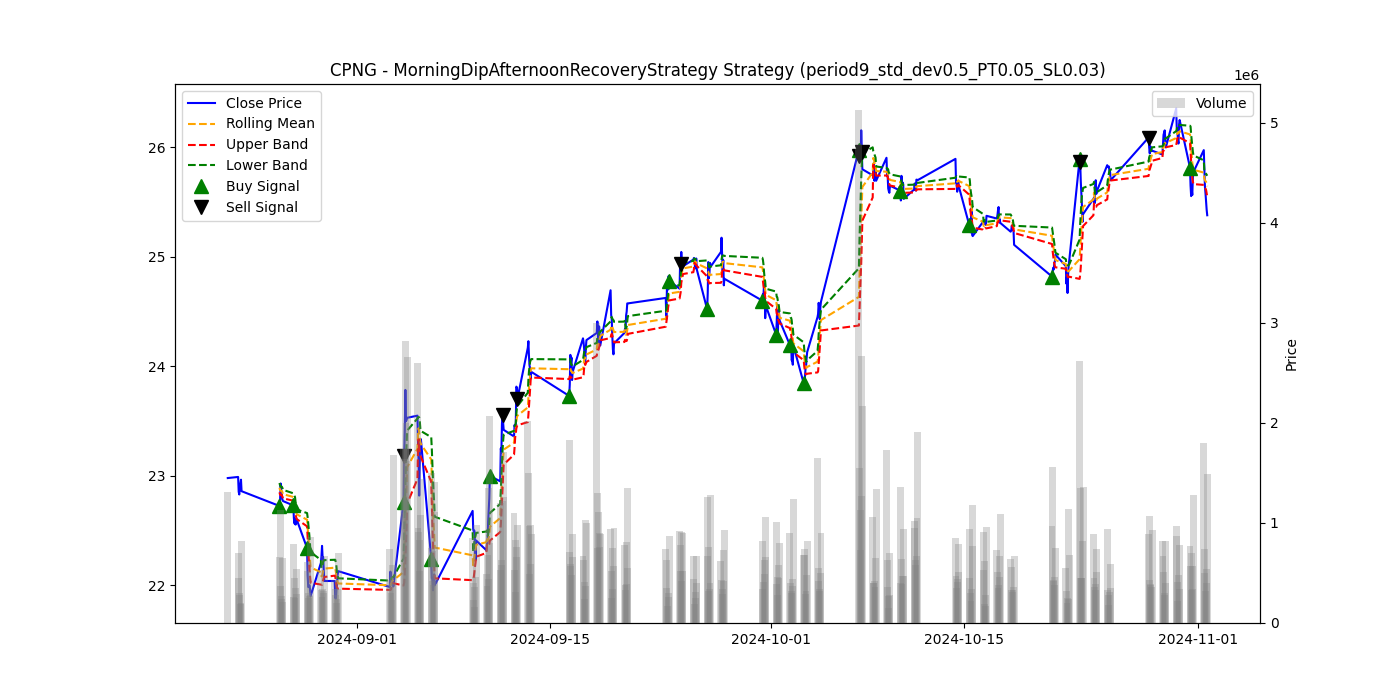 CPNG - MorningDipAfternoonRecoveryStrategy Strategy (period9_std_dev0.5_PT0.05_SL0.03)
1e6
Close Price
Rolling Mean
Upper Band
Lower Band
Buy Signal
Sell Signal
Volume
26
25
24
23
22
5
4
3
2
1
0
Price
2024-09-01
2024-09-15
2024-10-01
2024-10-15
2024-11-01